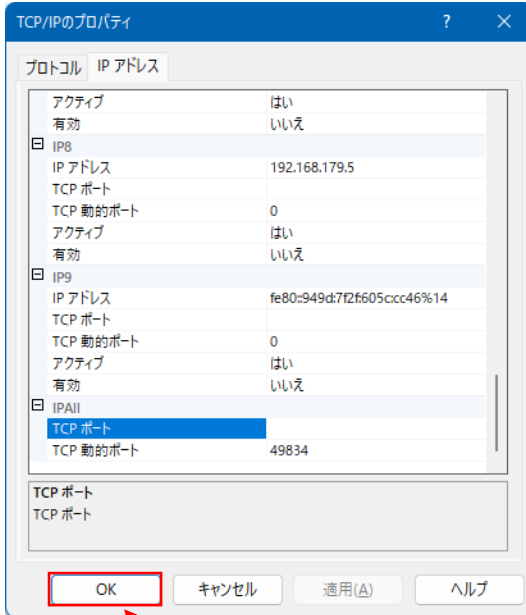 TCP/IPのプロパティ ? ×
プロトコル IP アドレス
アクティブ はい
有効 いいえ
IP8
IP アドレス 192.168.179.5
TCP ポート
TCP 動的ポート 0
アクティブ はい
有効 いいえ
IP9
IP アドレス fe80::949d:7f2f:605c:cc46%14
TCP ポート
TCP 動的ポート 0
アクティブ はい
有効 いいえ
IPAll
TCP ポート
TCP 動的ポート 49834
TCP ポート
TCP ポート
OK キャンセル 適用(A) ヘルプ